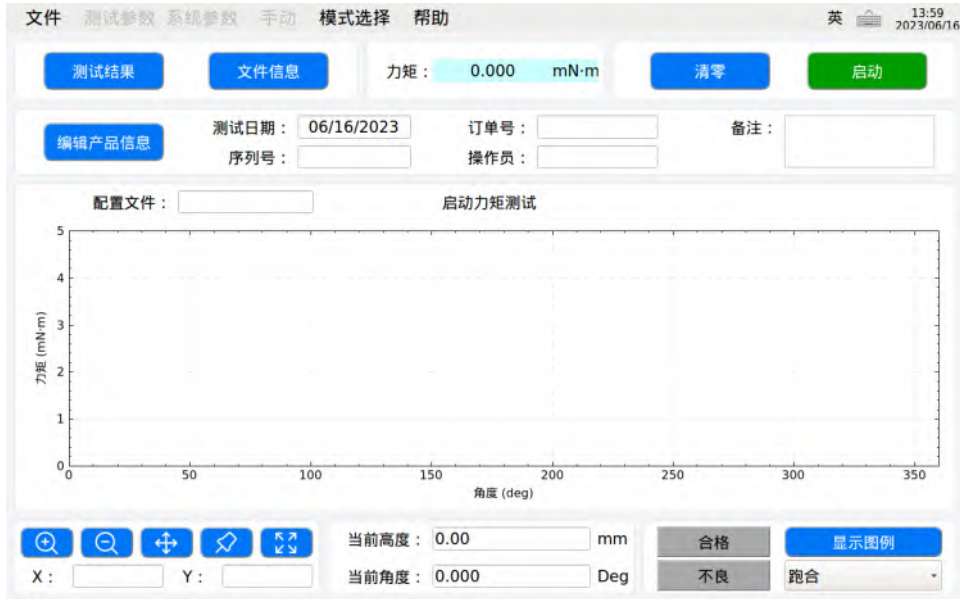 文件 测试参数 系统参数 手动 模式选择 帮助 英 13:59
2023/06/16
测试结果 文件信息 力矩： 0.000 mN·m 清零 启动
编辑产品信息 测试日期： 06/16/2023 订单号： 备注：
序列号： 操作员：
配置文件： 启动力矩测试
5
4
3
2
1
0
力矩 (mN·m)
0 50 100 150 200 250 300 350
角度 (deg)
当前高度： 0.00 mm 合格 显示图例
X： Y： 当前角度： 0.000 Deg 不良 跑合